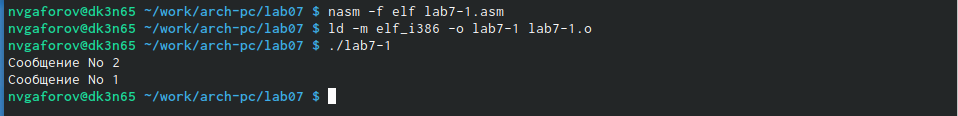 nvgaforov@dk3n65 ~/work/arch-pc/lab07 $ nasm -f elf lab7-1.asm
nvgaforov@dk3n65 ~/work/arch-pc/lab07 $ ld -m elf_i386 -o lab7-1 lab7-1.o
nvgaforov@dk3n65 ~/work/arch-pc/lab07 $ ./lab7-1
Сообщение No 2
Сообщение No 1
nvgaforov@dk3n65 ~/work/arch-pc/lab07 $